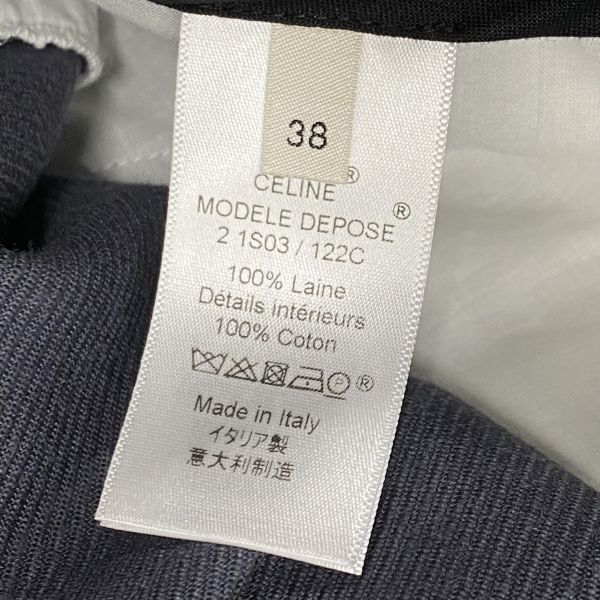 38
CELINE ®
MODELE DEPOSE ®
2 1S03 / 122C
100% Laine
Détails intérieurs
100% Coton
P ®
Made in Italy
イタリア製
意大利制造